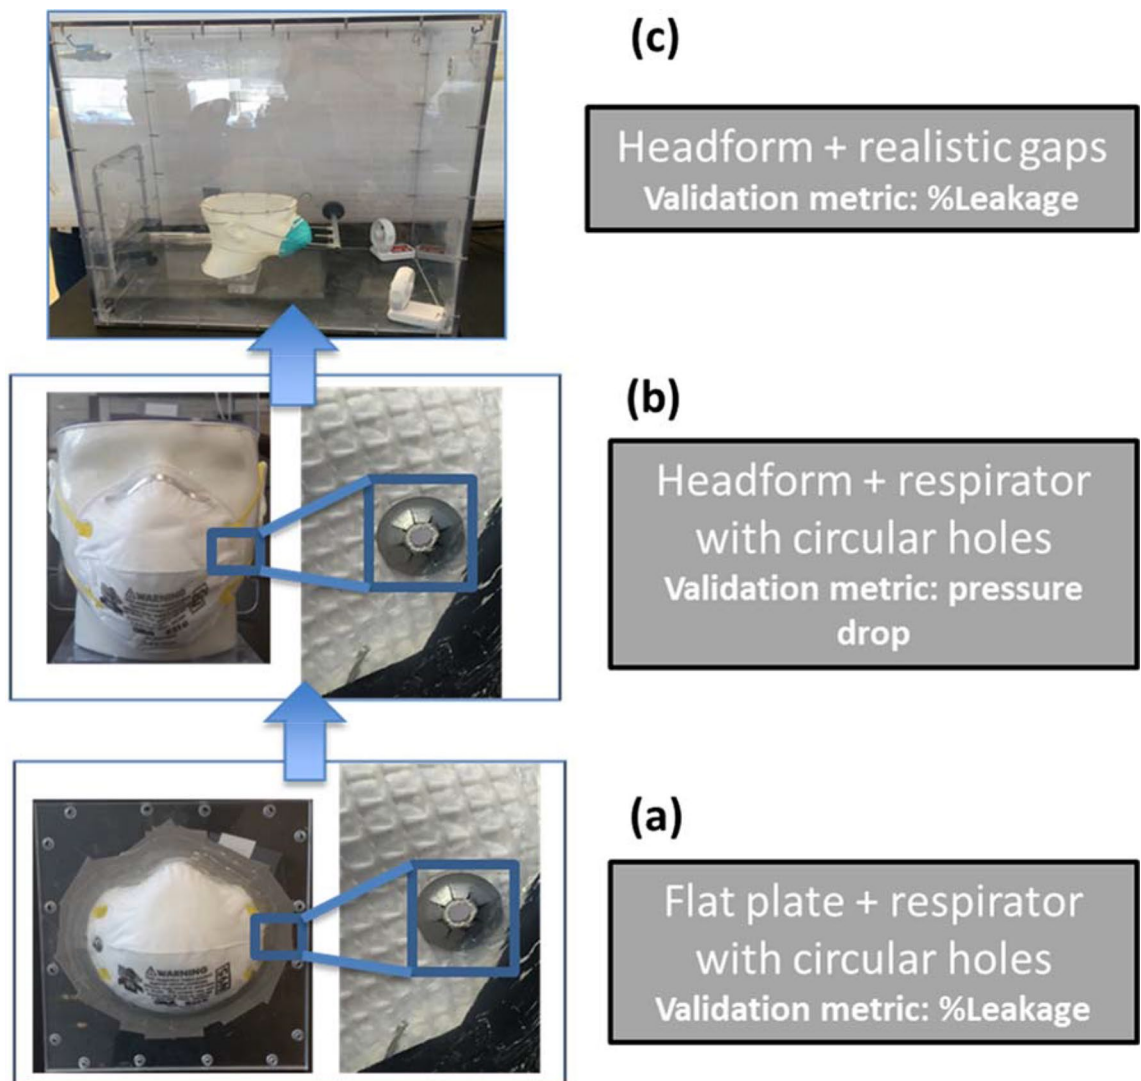 (c)
Headform + realistic gaps
Validation metric: %Leakage
(b)
Headform + respirator
with circular holes
Validation metric: pressure
drop
WARNING
(a)
Flat plate + respirator
with circular holes
Validation metric: %Leakage
WARNING